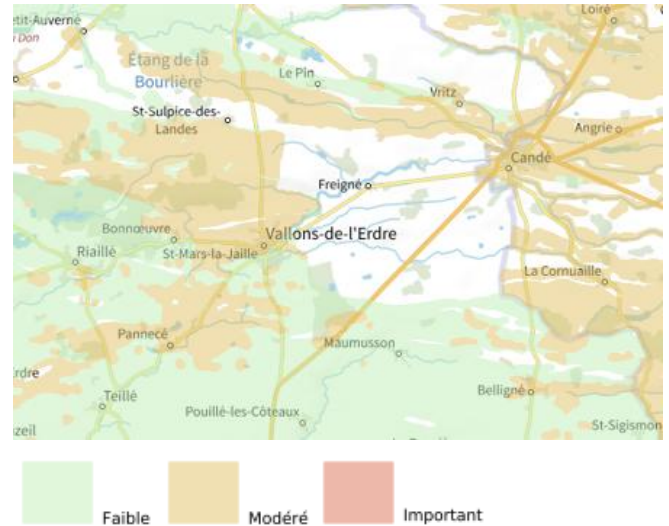 etit-Auverne
Loiré
u Don
Étang de la
Bourlière
Le Pin
Vritz
St-Sulpice-des-
Landes
Angrie
Candé
Freigné
Bonnœuvre
Vallons-de-l'Erdre
Riaillé
St-Mars-la-Jaille
La Cornuaille
Pannecé
Maumusson
Erdre
Belligné
Teillé
Pouillé-les-Côteaux
St-Sigismon
zeil
Faible
Modéré
Important